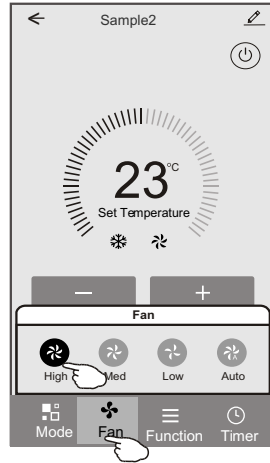 Sample2
23°C
Set Temperature
Fan
High Med Low Auto
Mode Fan Function Timer